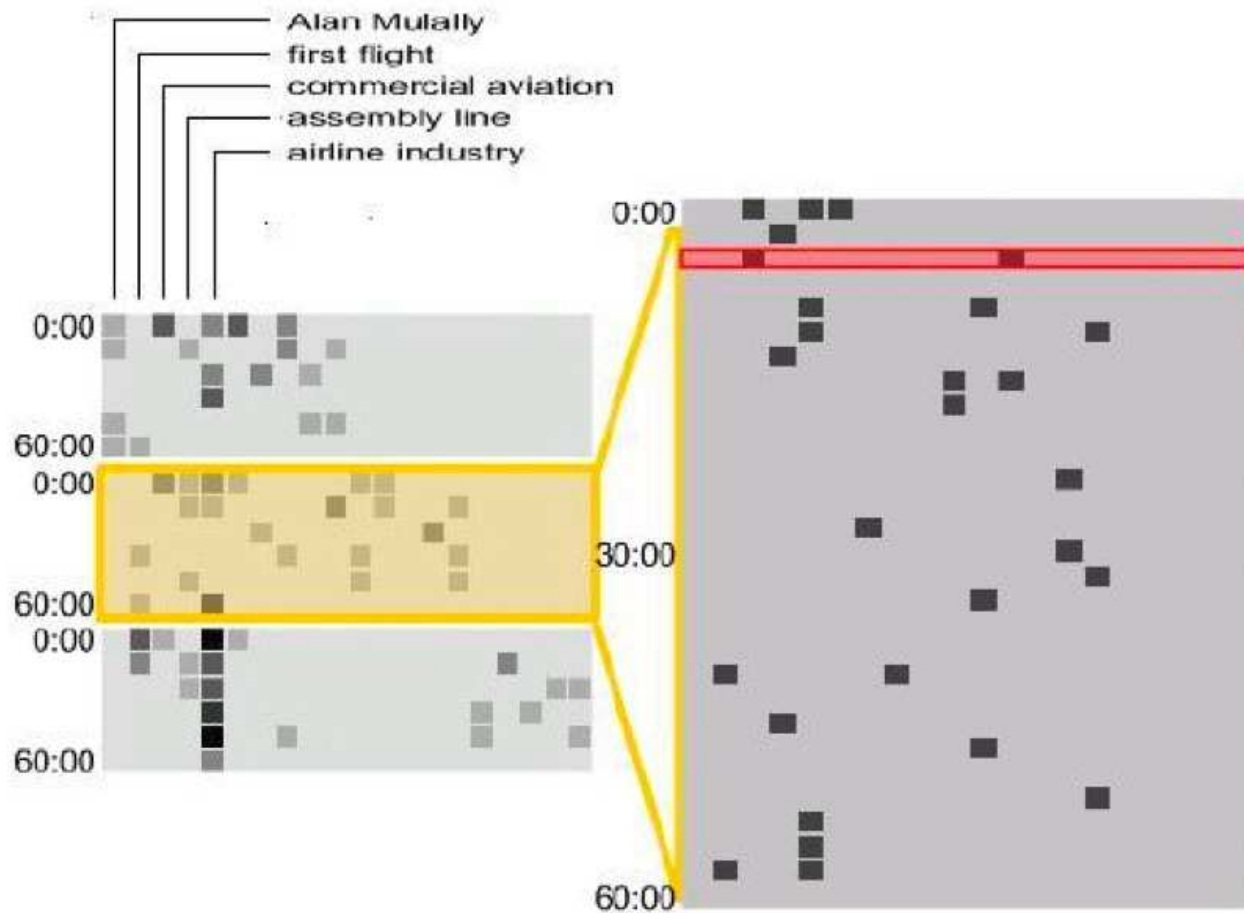 Alan Mulally
first flight
commercial aviation
assembly line
airline industry
0:00
60:00
0:00
60:00
0:00
60:00
0:00
30:00
60:00